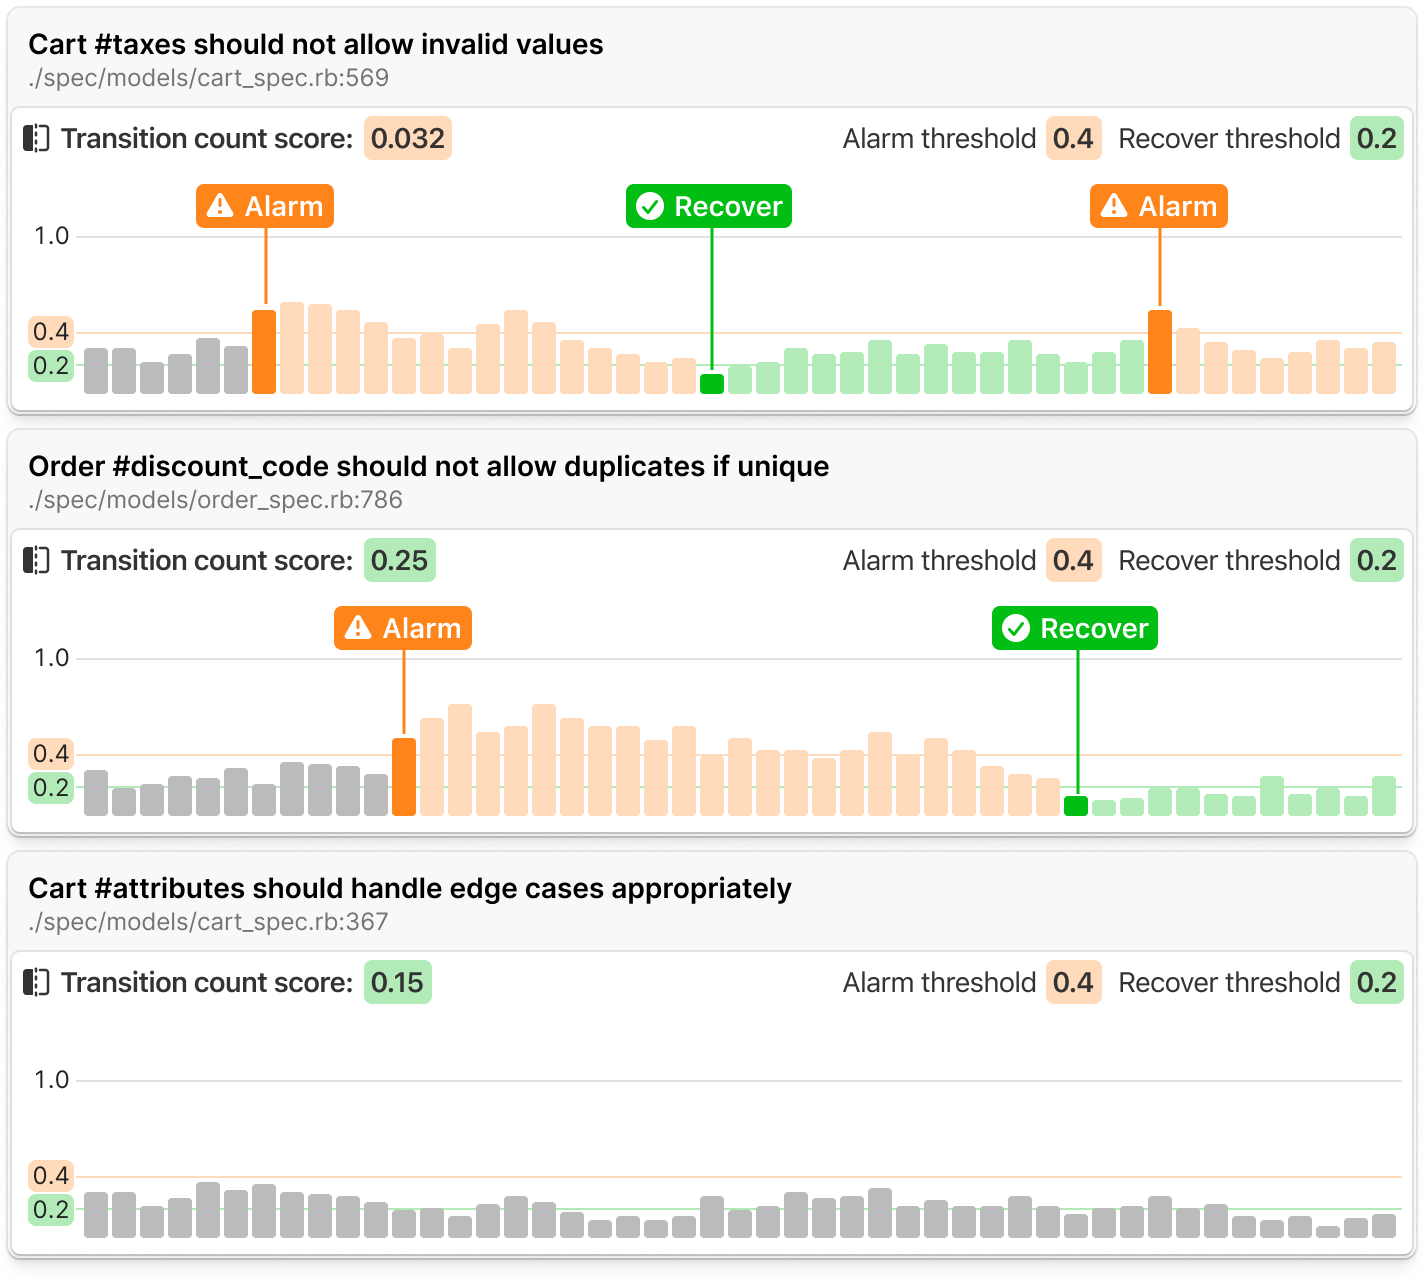 Cart #taxes should not allow invalid values
./spec/models/cart_spec.rb:569
Transition count score: 0.032 Alarm threshold 0.4 Recover threshold 0.2
Alarm Recover Alarm
1.0
0.4
0.2
Order #discount_code should not allow duplicates if unique
./spec/models/order_spec.rb:786
Transition count score: 0.25 Alarm threshold 0.4 Recover threshold 0.2
Alarm Recover
1.0
0.4
0.2
Cart #attributes should handle edge cases appropriately
./spec/models/cart_spec.rb:367
Transition count score: 0.15 Alarm threshold 0.4 Recover threshold 0.2
1.0
0.4
0.2